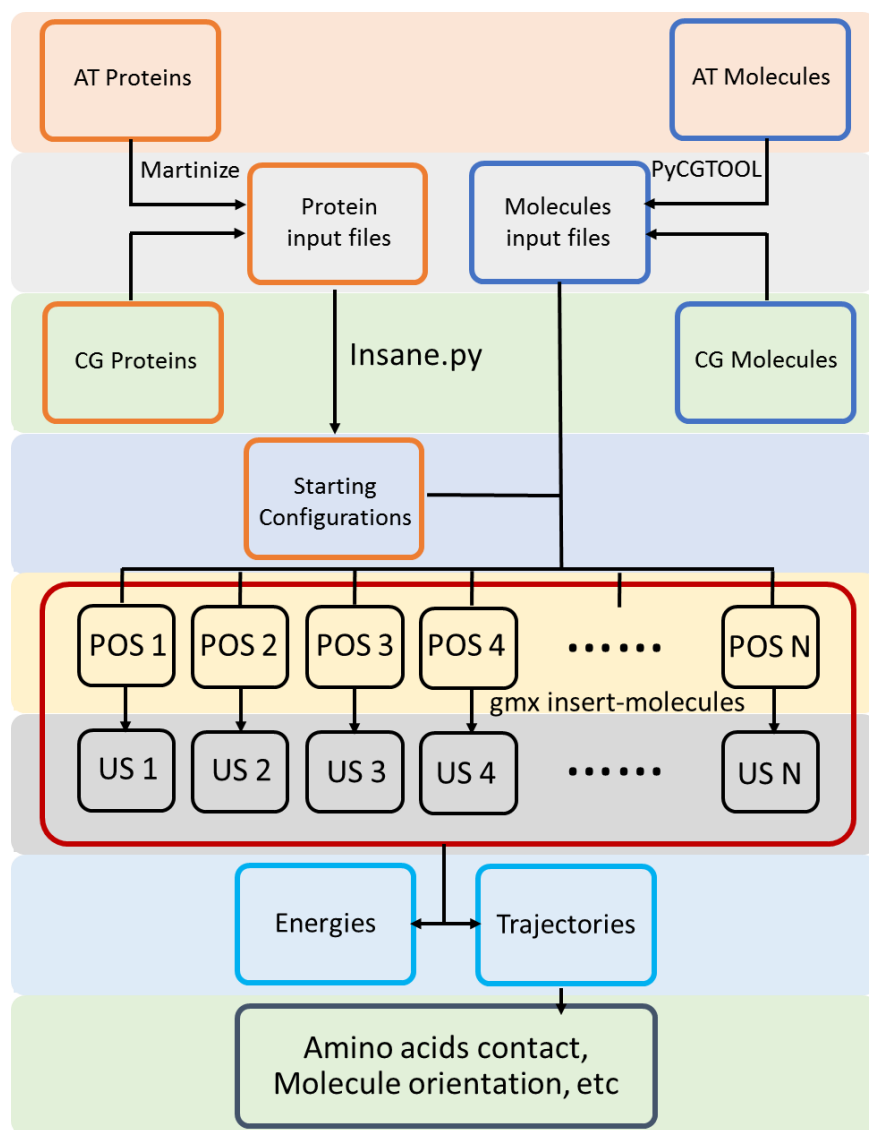 AT Proteins
AT Molecules
Martinize
PyCGTOOL
Protein
input files
Molecules
input files
CG Proteins
Insane.py
CG Molecules
Starting
Configurations
POS 1
POS 2
POS 3
POS 4
......
POS N
gmx insert-molecules
US 1
US 2
US 3
US 4
......
US N
Energies
Trajectories
Amino acids contact,
Molecule orientation, etc